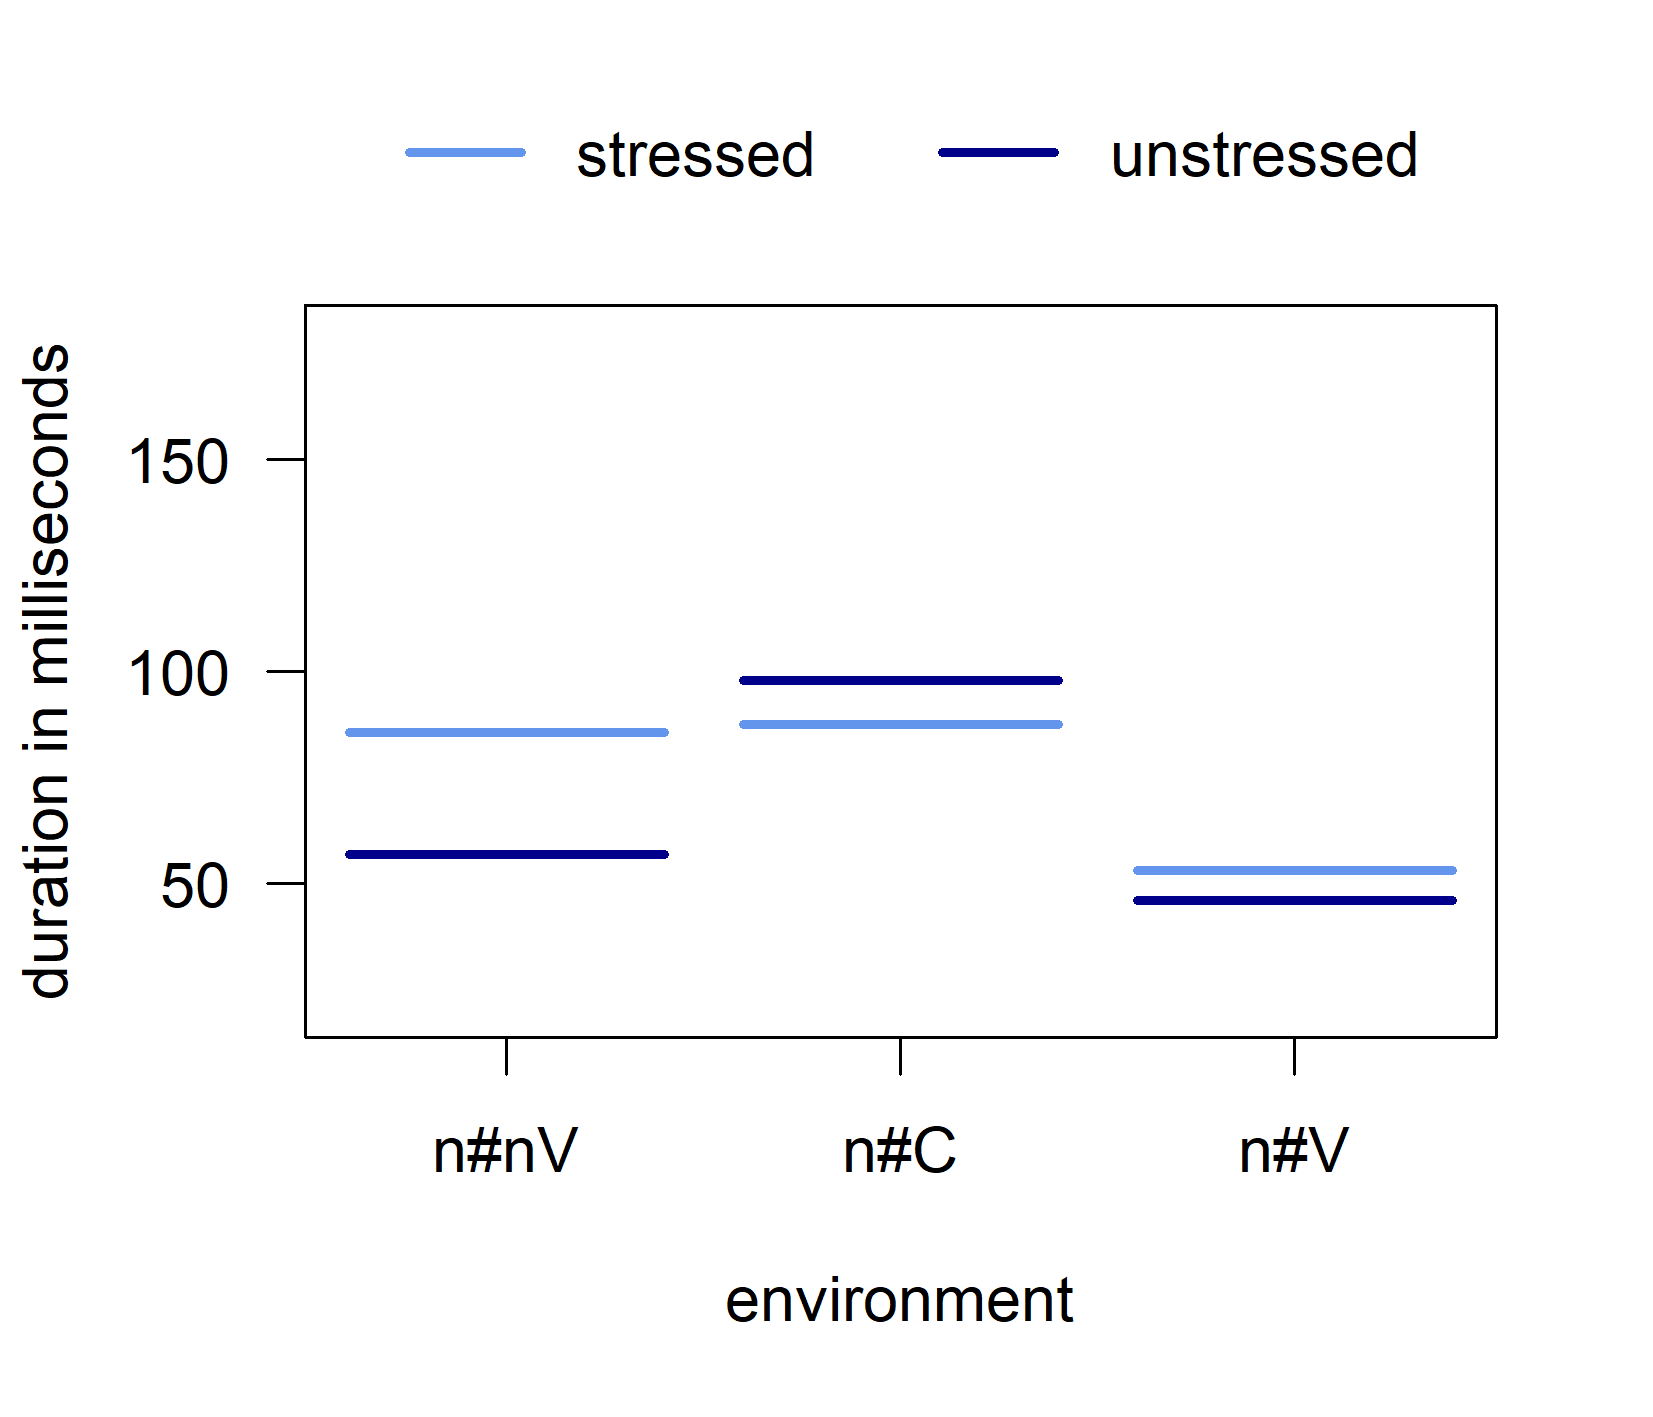 stressed unstressed
duration in milliseconds
150
100
50
n#nV n#C n#V
environment